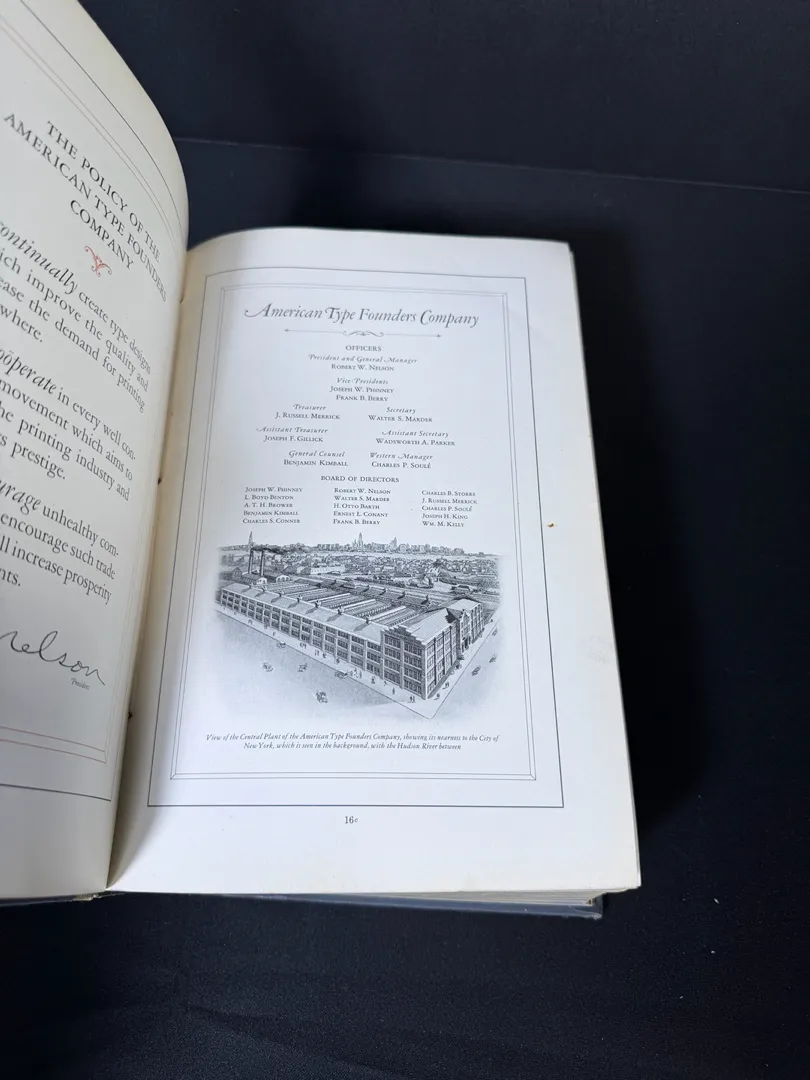 THE POLICY OF THE
AMERICAN TYPE FOUNDERS
COMPANY
continually create type designs
which improve the quality and
ease the demand for printing
where.
cooperate in every well con-
movement which aims to
the printing industry and
prestige.
unhealthy com-
encourage such trade
ll increase prosperity
nts.
nelson
President
American Type Founders Company
OFFICERS
President and General Manager
ROBERT W. NELSON
Vice-Presidents
JOSEPH W. PHINNEY
FRANK B. BERRY
Treasurer Secretary
J. RUSSELL MERRICK WALTER S. MARDER
Assistant Treasurer Assistant Secretary
JOSEPH F. GILLICK WADSWORTH A. PARKER
General Counsel Western Manager
BENJAMIN KIMBALL CHARLES P. SOULÉ
BOARD OF DIRECTORS
JOSEPH W. PHINNEY ROBERT W. NELSON CHARLES B. STORRS
L. BOYD BENTON WALTER S. MARDER J. RUSSELL MERRICK
A. T. H. BROWER H. OTTO BARTH CHARLES P. SOULÉ
BENJAMIN KIMBALL ERNEST L. CONANT JOSEPH H. KING
CHARLES S. CONNER FRANK B. BERRY WM. M. KELLY
View of the Central Plant of the American Type Founders Company, showing its nearness to the City of
New York, which is seen in the background, with the Hudson River between
16c